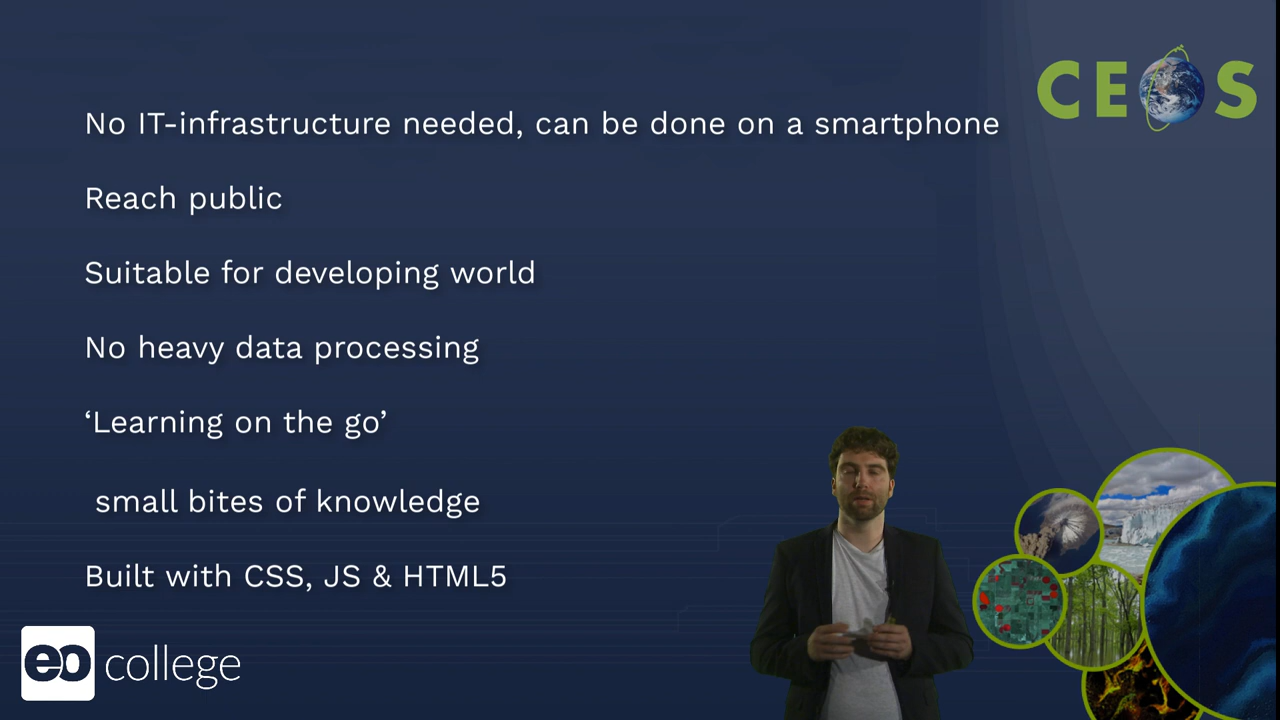 CEOS
No IT-infrastructure needed, can be done on a smartphone
Reach public
Suitable for developing world
No heavy data processing
‘Learning on the go’
small bites of knowledge
Built with CSS, JS & HTML5
eo college